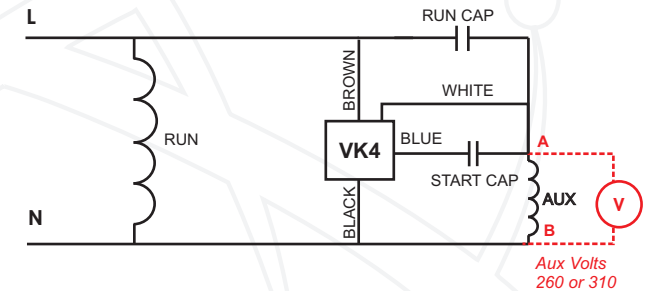 L
RUN CAP
BROWN
WHITE
RUN
VK4
BLUE
A
START CAP
AUX
V
N
BLACK
B
Aux Volts
260 or 310